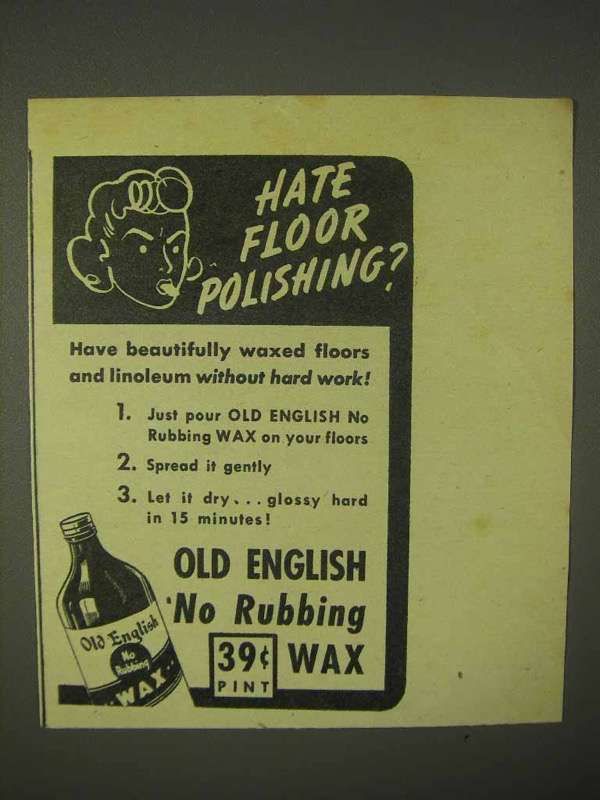 HATE
FLOOR
POLISHING?
Have beautifully waxed floors
and linoleum without hard work!
1. Just pour OLD ENGLISH No
Rubbing WAX on your floors
2. Spread it gently
3. Let it dry... glossy hard
in 15 minutes!
OLD ENGLISH
No Rubbing
39¢ WAX
PINT
Old English
No
Rubbing
WAX